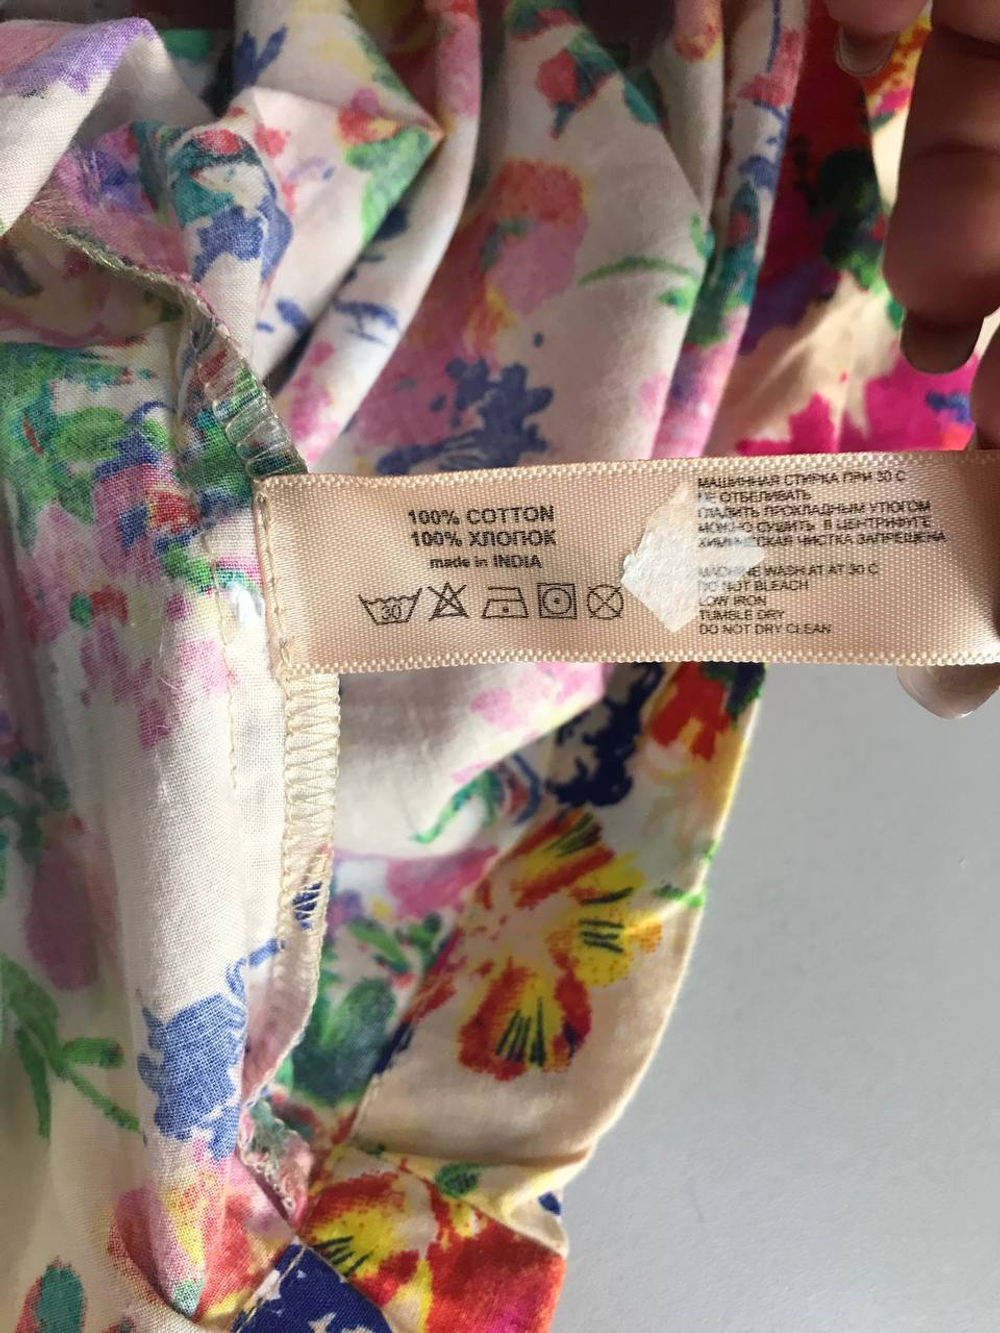 100% COTTON
100% ХЛОПОК
made in INDIA
30
МАШИННАЯ СТИРКА ПРИ 30 С
НЕ ОТБЕЛИВАТЬ
ГЛАДИТЬ ПРОХЛАДНЫМ УТЮГОМ
МОЖНО СУШИТЬ В ЦЕНТРИФУГЕ
ХИМИЧЕСКАЯ ЧИСТКА ЗАПРЕЩЕНА
MACHINE WASH AT AT 30 C
DO NOT BLEACH
LOW IRON
TUMBLE DRY
DO NOT DRY CLEAN